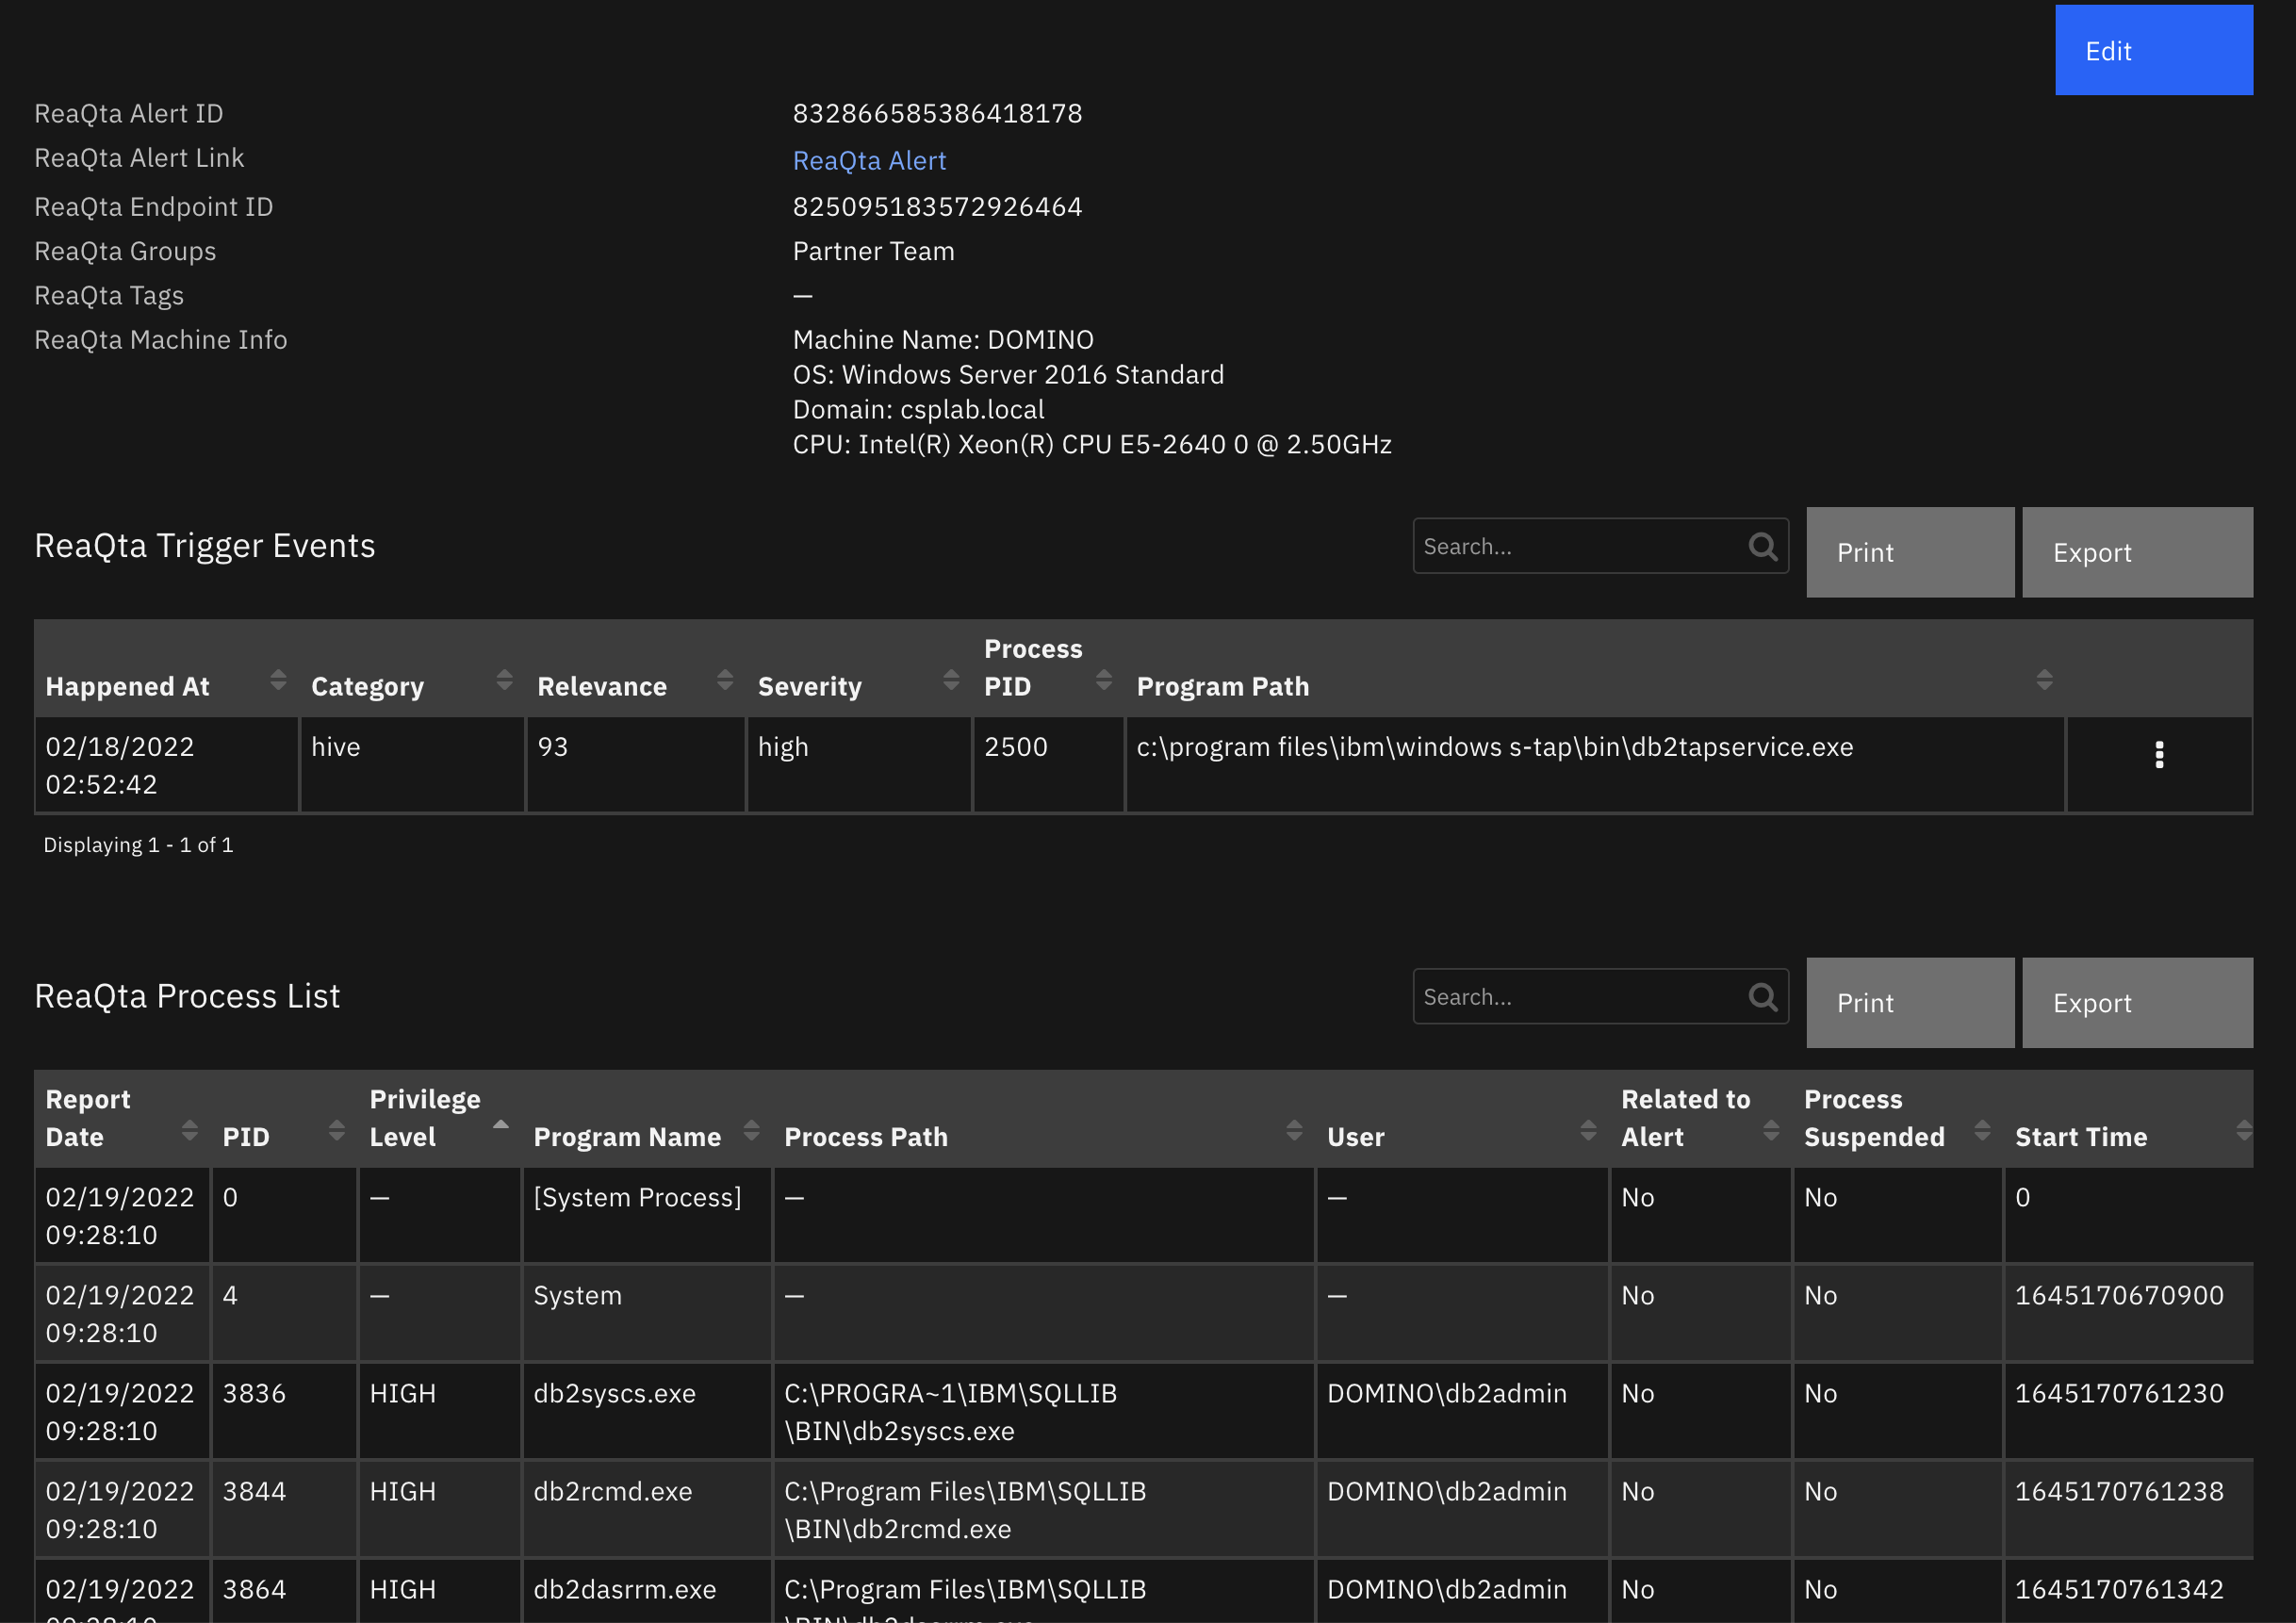 Edit
ReaQta Alert ID 832866585386418178
ReaQta Alert Link ReaQta Alert
ReaQta Endpoint ID 825095183572926464
ReaQta Groups Partner Team
ReaQta Tags —
ReaQta Machine Info Machine Name: DOMINO
OS: Windows Server 2016 Standard
Domain: csplab.local
CPU: Intel(R) Xeon(R) CPU E5-2640 0 @ 2.50GHz
ReaQta Trigger Events Search... Print Export
Process
Happened At Category Relevance Severity PID Program Path
02/18/2022 hive 93 high 2500 c:\program files\ibm\windows s-tap\bin\db2tapservice.exe
02:52:42
Displaying 1 - 1 of 1
ReaQta Process List Search... Print Export
Report Privilege Related to Process
Date PID Level Program Name Process Path User Alert Suspended Start Time
02/19/2022 0 — [System Process] — — No No 0
09:28:10
02/19/2022 4 — System — — No No 1645170670900
09:28:10
02/19/2022 3836 HIGH db2syscs.exe C:\PROGRA~1\IBM\SQLLIB DOMINO\db2admin No No 1645170761230
09:28:10 \BIN\db2syscs.exe
02/19/2022 3844 HIGH db2rcmd.exe C:\Program Files\IBM\SQLLIB DOMINO\db2admin No No 1645170761238
09:28:10 \BIN\db2rcmd.exe
02/19/2022 3864 HIGH db2dasrrm.exe C:\Program Files\IBM\SQLLIB DOMINO\db2admin No No 1645170761342